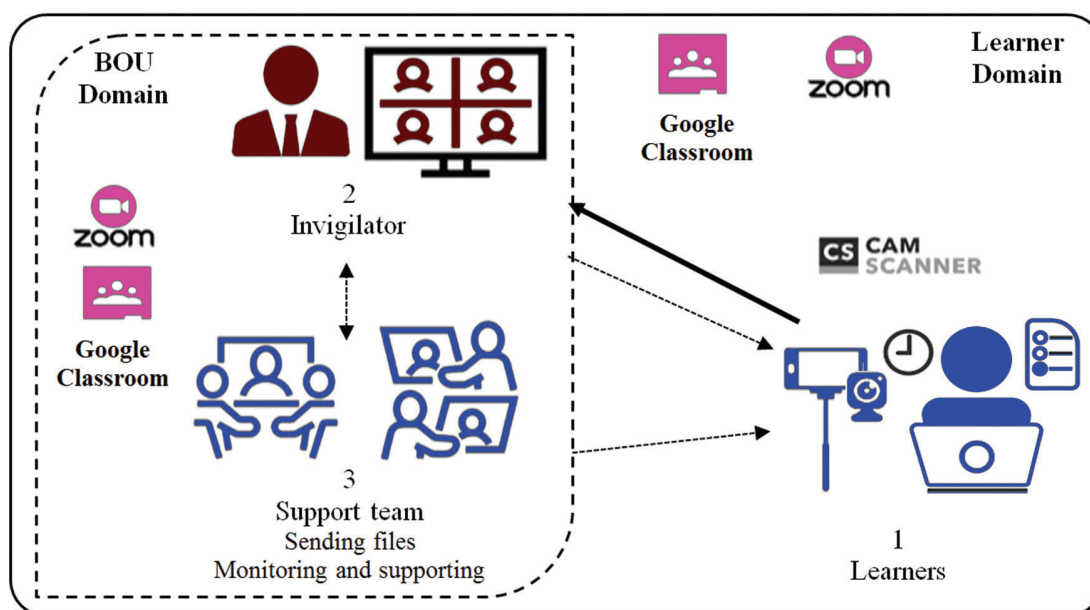 BOU
Domain
zoom
Google
Classroom
2
Invigilator
3
Support team
Sending files
Monitoring and supporting
Google
Classroom
zoom
Learner
Domain
CS CAM
SCANNER
1
Learners